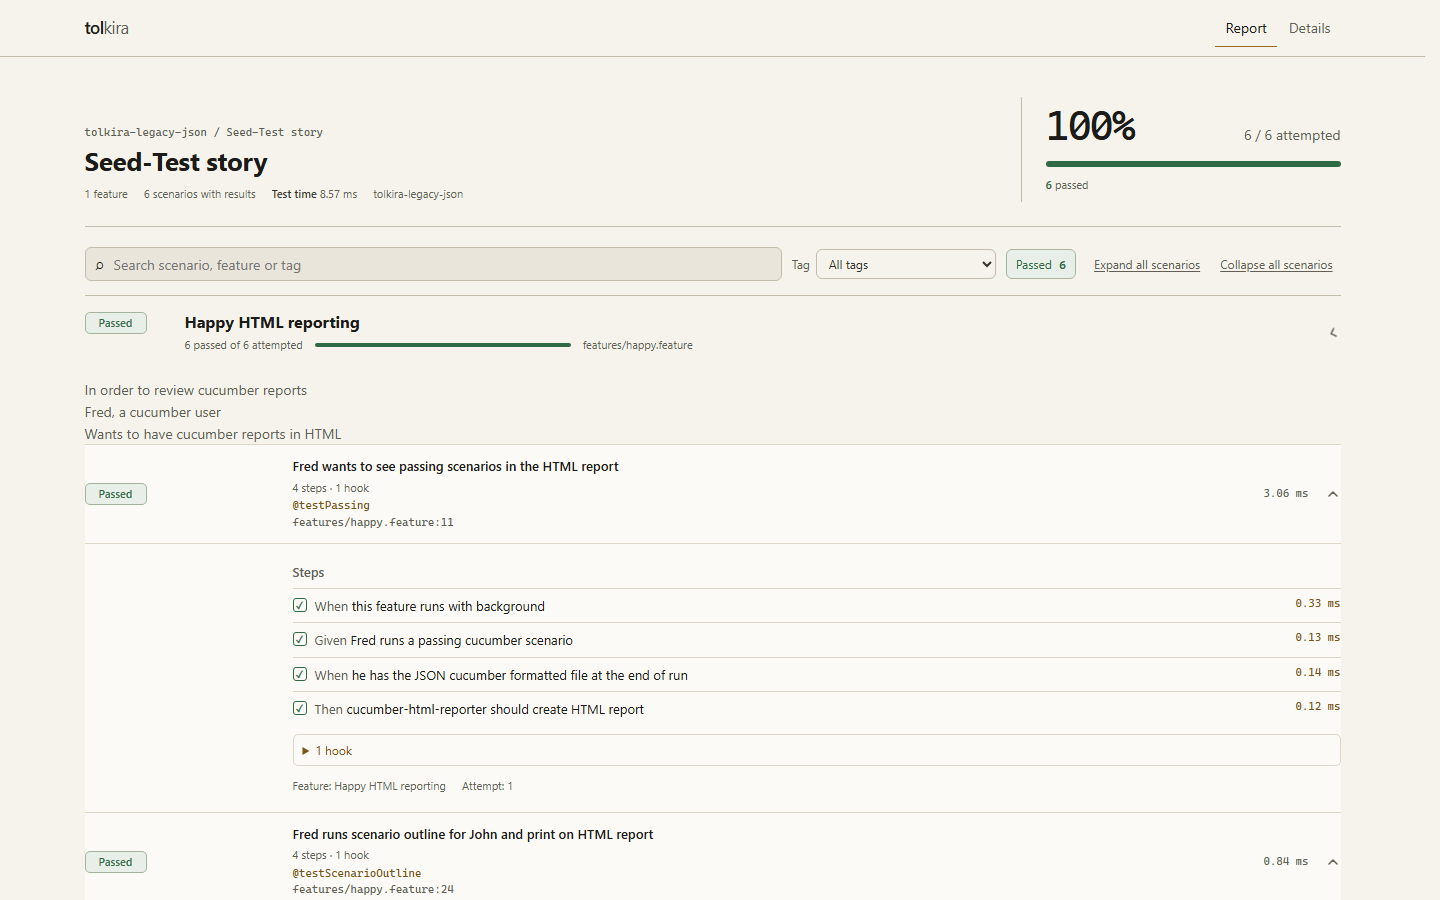 tolkira
Report Details
tolkira-legacy-json / Seed-Test story
Seed-Test story
1 feature 6 scenarios with results Test time 8.57 ms tolkira-legacy-json
100% 6 / 6 attempted
6 passed
Search scenario, feature or tag Tag All tags Passed 6 Expand all scenarios Collapse all scenarios
Passed Happy HTML reporting
6 passed of 6 attempted features/happy.feature
In order to review cucumber reports
Fred, a cucumber user
Wants to have cucumber reports in HTML
Fred wants to see passing scenarios in the HTML report
4 steps · 1 hook
Passed @testPassing 3.06 ms
features/happy.feature:11
Steps
When this feature runs with background 0.33 ms
Given Fred runs a passing cucumber scenario 0.13 ms
When he has the JSON cucumber formatted file at the end of run 0.14 ms
Then cucumber-html-reporter should create HTML report 0.12 ms
1 hook
Feature: Happy HTML reporting Attempt: 1
Fred runs scenario outline for John and print on HTML report
4 steps · 1 hook
Passed @testScenarioOutline 0.84 ms
features/happy.feature:24